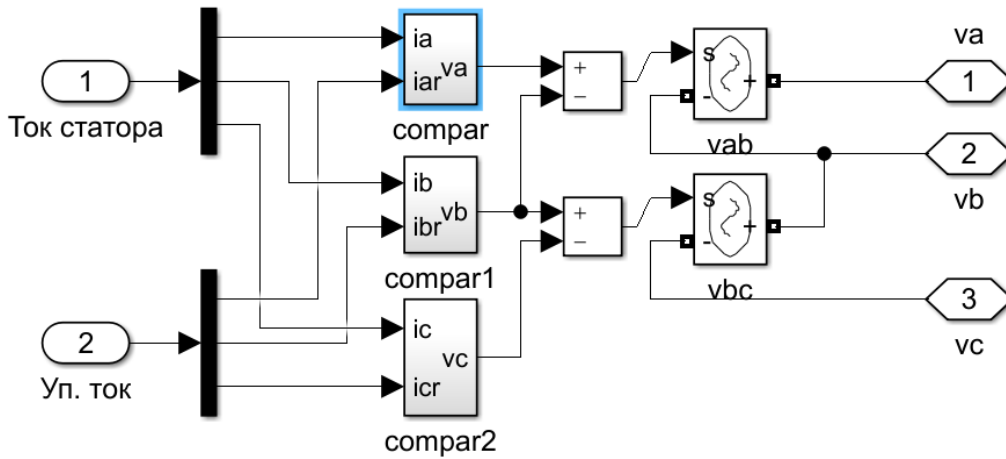 1
Ток статора
2
Уп. ток
ia
iar
va
compar
ib
ibr
vb
compar1
ic
icr
vc
compar2
+
−
+
−
s
-
+
vab
s
-
+
vbc
va
1
2
vb
3
vc